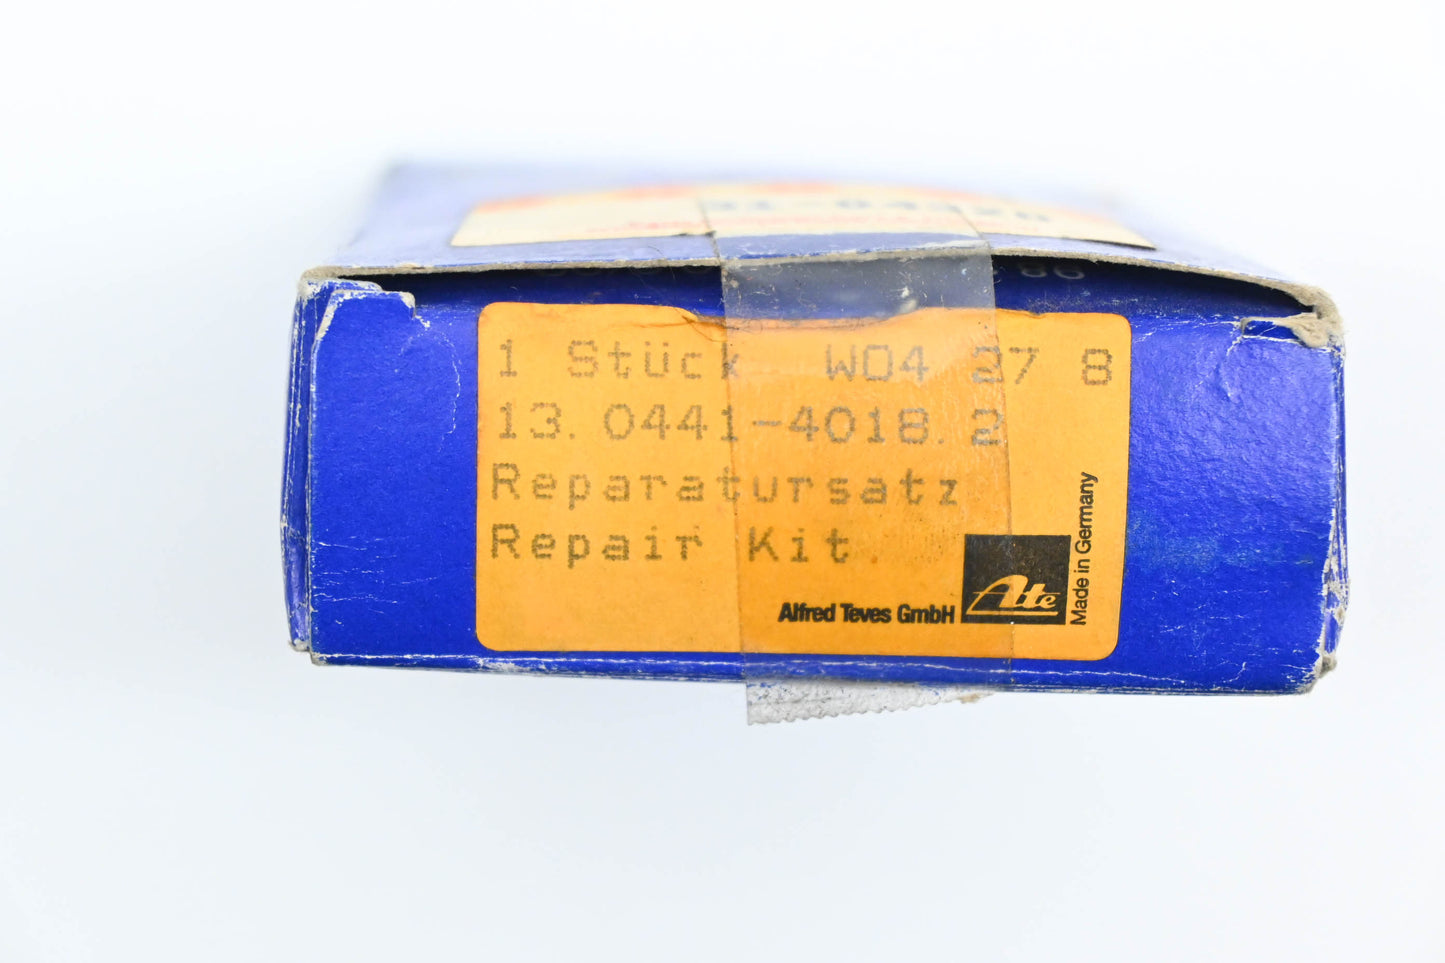 86
1 Stück W04 27 8
13.0441-4018.2
Reparatursatz
Repair Kit.
Alfred Teves GmbH
Ate
Made in Germany